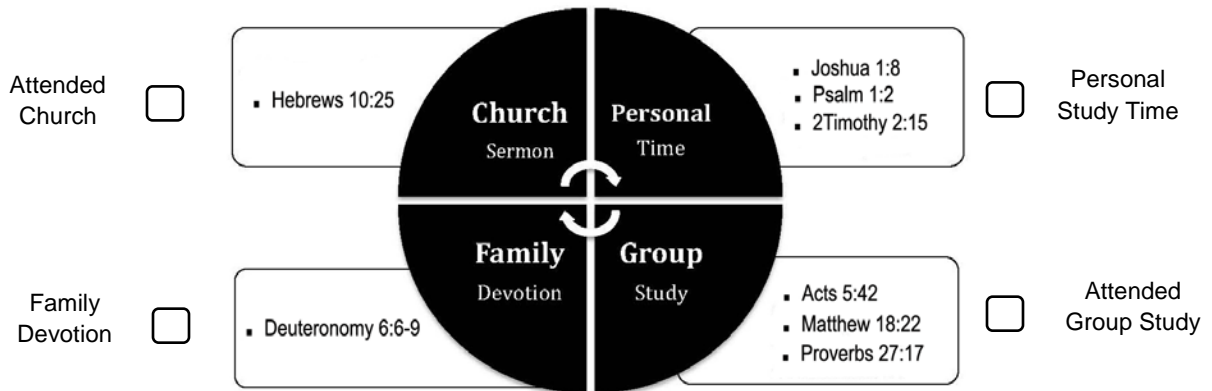 Attended
Church
▪ Hebrews 10:25
Church
Sermon
Personal
Time
▪ Joshua 1:8
▪ Psalm 1:2
▪ 2Timothy 2:15
Personal
Study Time
Family
Devotion
▪ Deuteronomy 6:6-9
Family
Devotion
Group
Study
▪ Acts 5:42
▪ Matthew 18:22
▪ Proverbs 27:17
Attended
Group Study